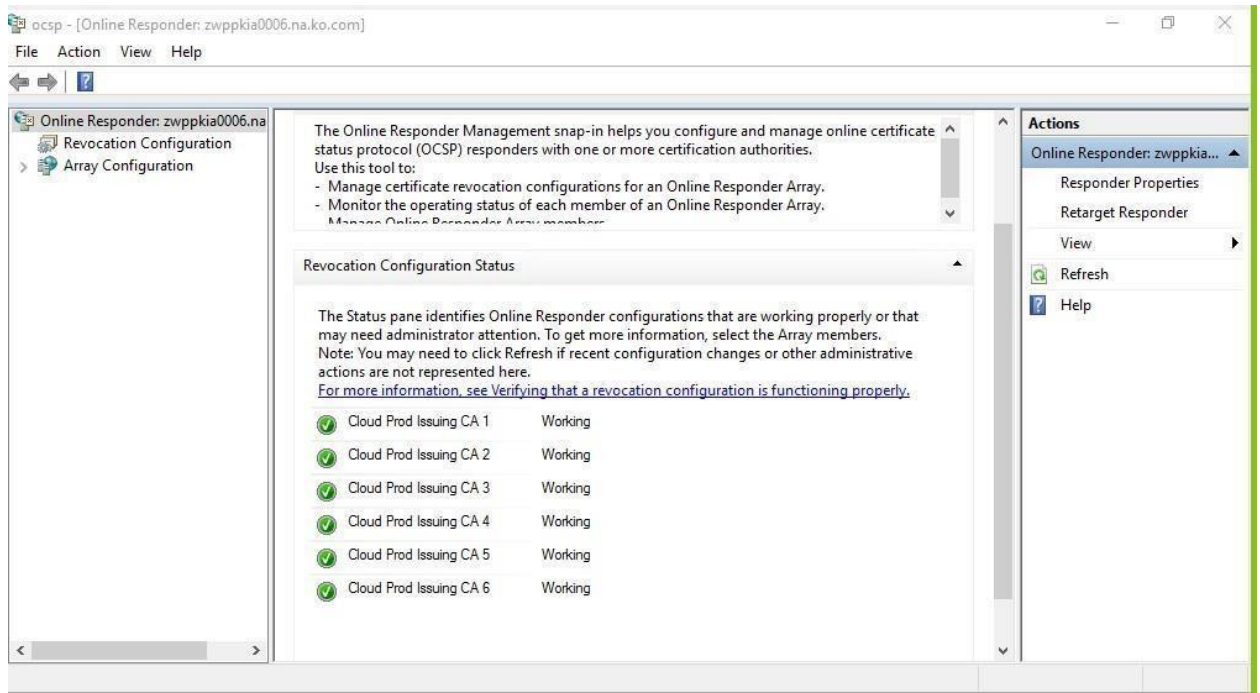 ocsp - [Online Responder: zwppkia0006.na.ko.com]
File Action View Help
Online Responder: zwppkia0006.na
Revocation Configuration
Array Configuration
The Online Responder Management snap-in helps you configure and manage online certificate
status protocol (OCSP) responders with one or more certification authorities.
Use this tool to:
- Manage certificate revocation configurations for an Online Responder Array.
- Monitor the operating status of each member of an Online Responder Array.
- Manage Online Responder Array members
Revocation Configuration Status
The Status pane identifies Online Responder configurations that are working properly or that
may need administrator attention. To get more information, select the Array members.
Note: You may need to click Refresh if recent configuration changes or other administrative
actions are not represented here.
For more information, see Verifying that a revocation configuration is functioning properly.
Cloud Prod Issuing CA 1 Working
Cloud Prod Issuing CA 2 Working
Cloud Prod Issuing CA 3 Working
Cloud Prod Issuing CA 4 Working
Cloud Prod Issuing CA 5 Working
Cloud Prod Issuing CA 6 Working
Actions
Online Responder: zwppkia...
Responder Properties
Retarget Responder
View
Refresh
Help